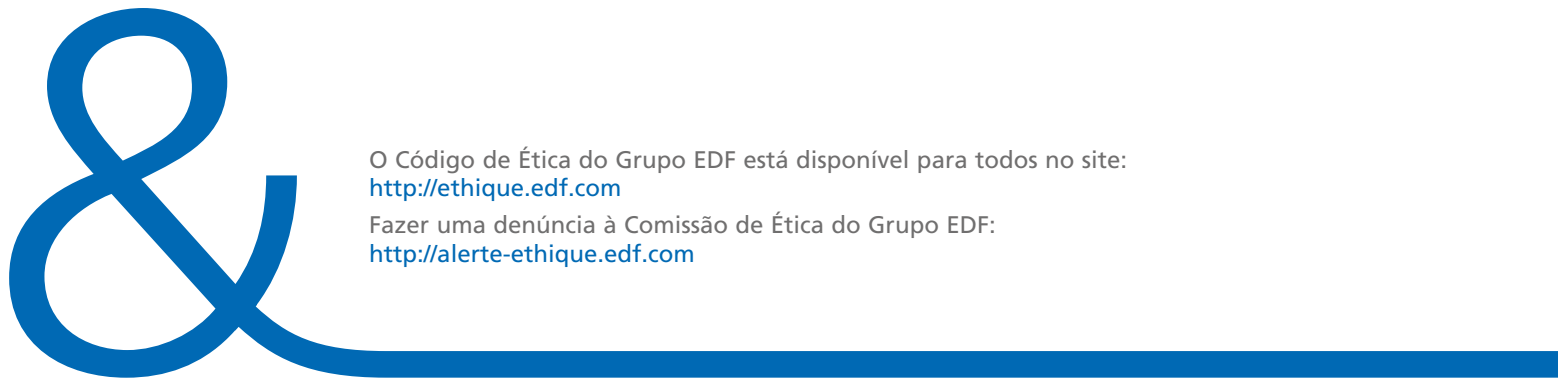 &
O Código de Ética do Grupo EDF está disponível para todos no site:
http://ethique.edf.com
Fazer uma denúncia à Comissão de Ética do Grupo EDF:
http://alerte-ethique.edf.com